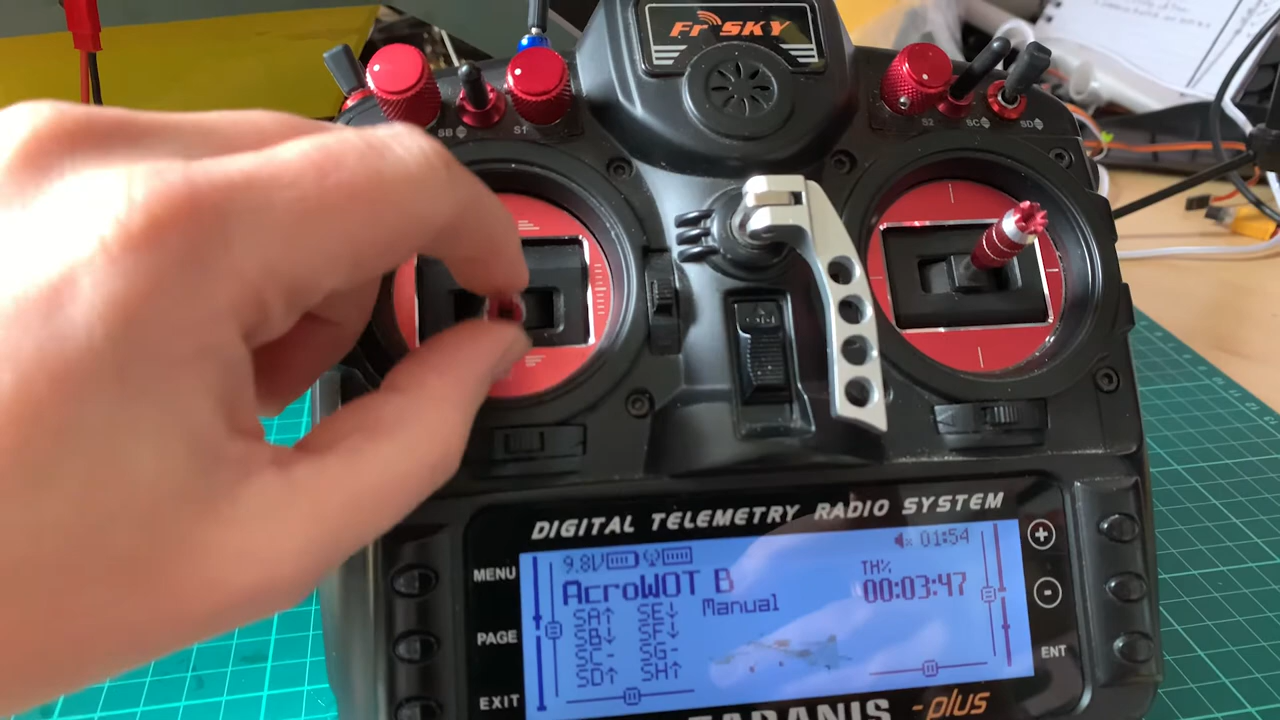 FrSKY
SB S1
S2 SC SD
DIGITAL TELEMETRY RADIO SYSTEM
MENU
PAGE
EXIT
9.8V
01:54
AcroWOT B
TH%
00:03:47
Manual
SA↑ SE↓
SB↓ SF↓
SC- SG-
SD↑ SH↑
+
-
ENT
TARANIS -plus